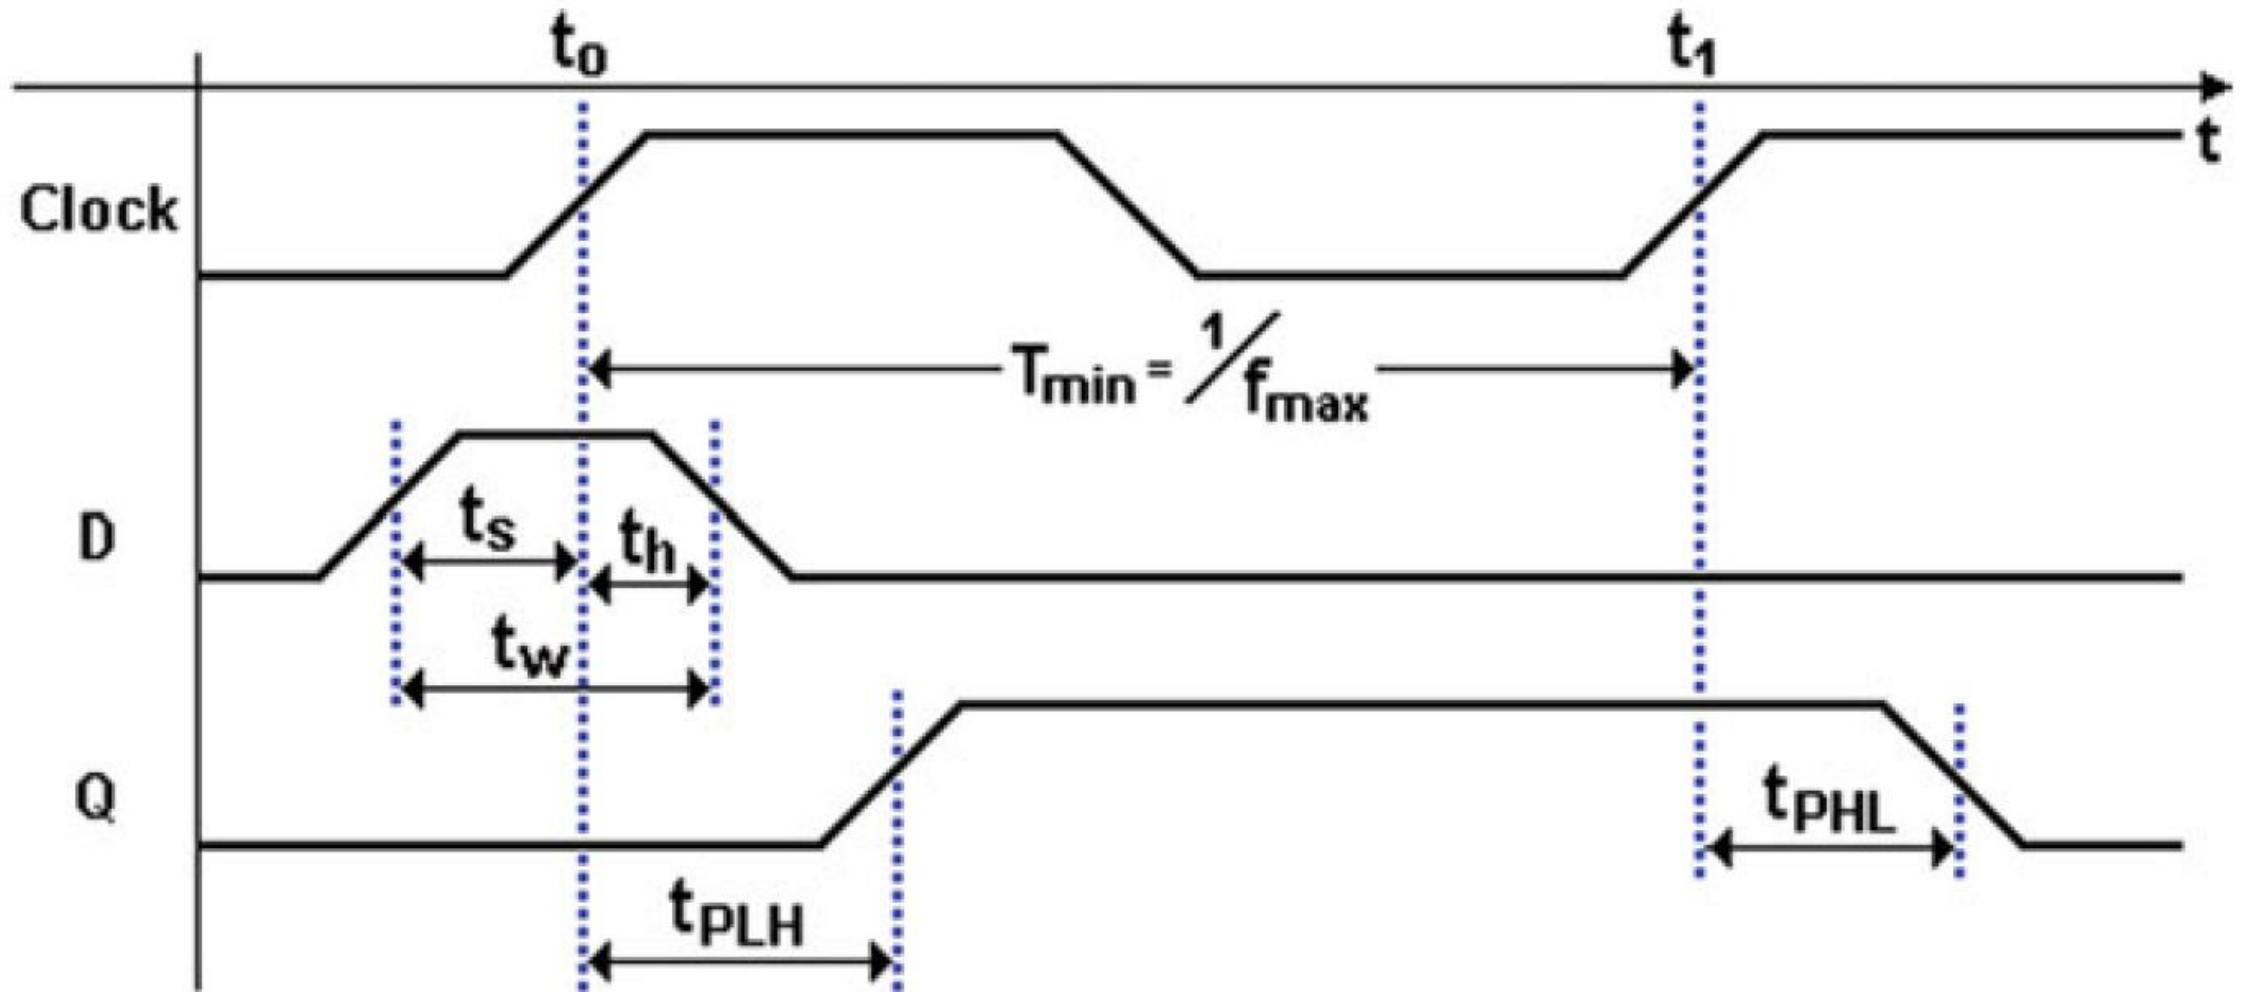 t0
t1
t
Clock
Tmin = 1/fmax
D
ts
th
tw
Q
tPHL
tPLH